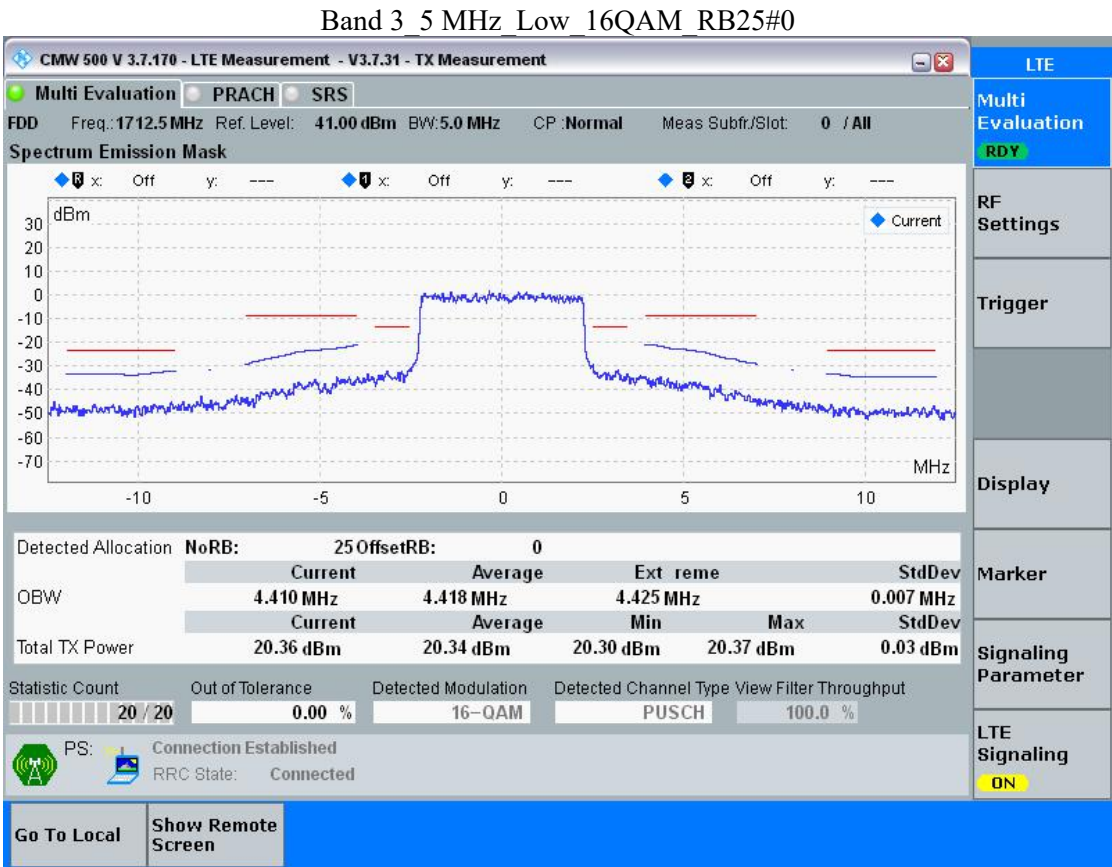 Band 3_5 MHz_Low_16QAM_RB25#0
CMW 500 V 3.7.170 - LTE Measurement - V3.7.31 - TX Measurement
LTE
Multi Evaluation PRACH SRS
Multi Evaluation
RDY
FDD Freq.: 1712.5 MHz Ref. Level: 41.00 dBm BW: 5.0 MHz CP : Normal Meas Subfr./Slot: 0 / All
Spectrum Emission Mask
R x: Off y: --- 1 x: Off y: --- 2 x: Off y: ---
dBm
Current
30
20
10
0
-10
-20
-30
-40
-50
-60
-70
MHz
-10 -5 0 5 10
RF Settings
Trigger
Display
Marker
Signaling Parameter
LTE Signaling
ON
Detected Allocation NoRB: 25 OffsetRB: 0
Current Average Ext reme StdDev
OBW 4.410 MHz 4.418 MHz 4.425 MHz 0.007 MHz
Current Average Min Max StdDev
Total TX Power 20.36 dBm 20.34 dBm 20.30 dBm 20.37 dBm 0.03 dBm
Statistic Count Out of Tolerance Detected Modulation Detected Channel Type View Filter Throughput
20 / 20 0.00 % 16-QAM PUSCH 100.0 %
PS: Connection Established
RRC State: Connected
Go To Local Show Remote Screen